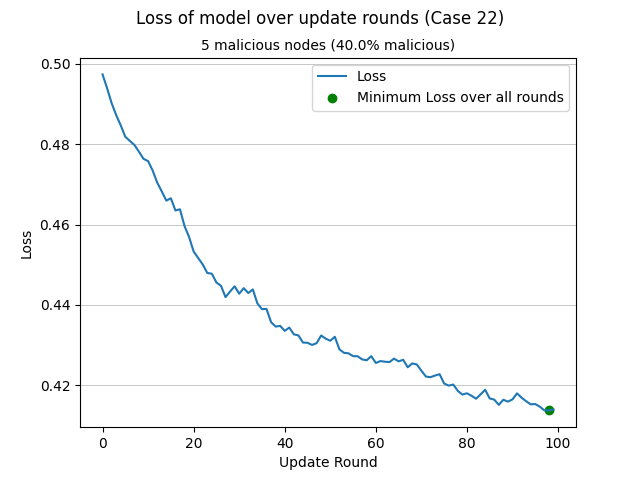 Loss of model over update rounds (Case 22)
5 malicious nodes (40.0% malicious)
Loss
Minimum Loss over all rounds
0.50
0.48
0.46
0.44
0.42
Loss
0 20 40 60 80 100
Update Round